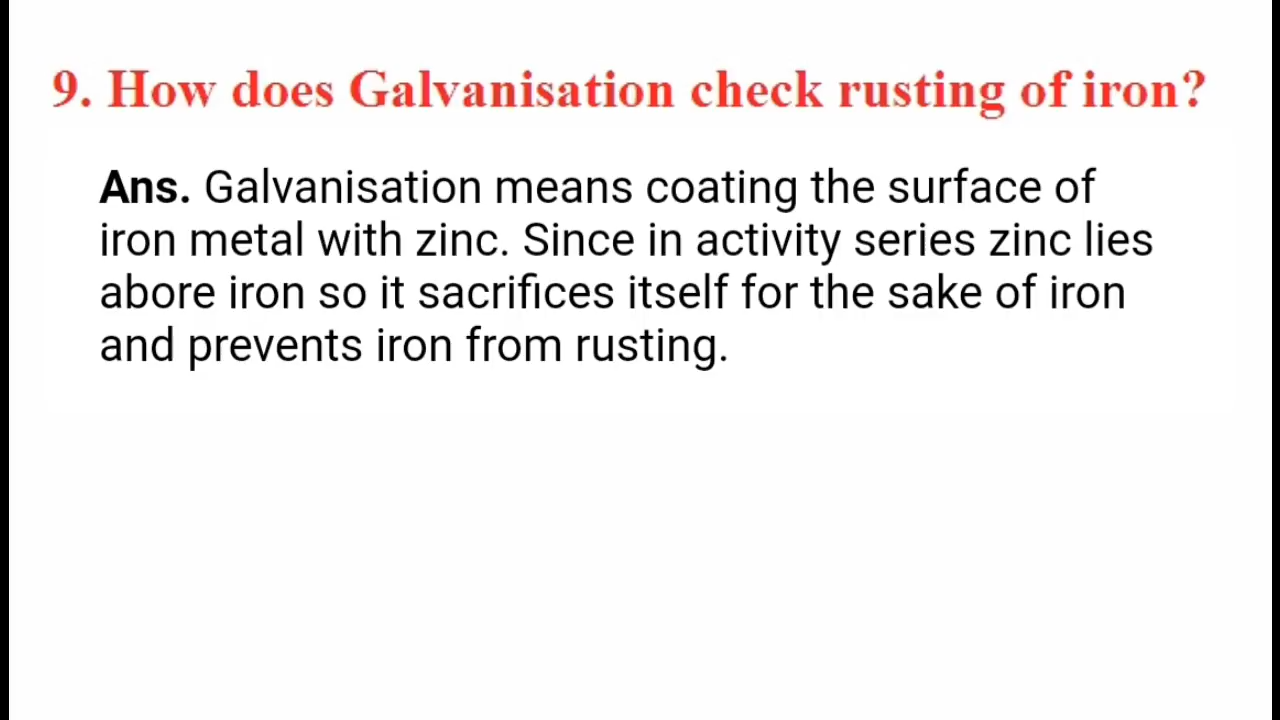 9. How does Galvanisation check rusting of iron?
Ans. Galvanisation means coating the surface of
iron metal with zinc. Since in activity series zinc lies
abore iron so it sacrifices itself for the sake of iron
and prevents iron from rusting.